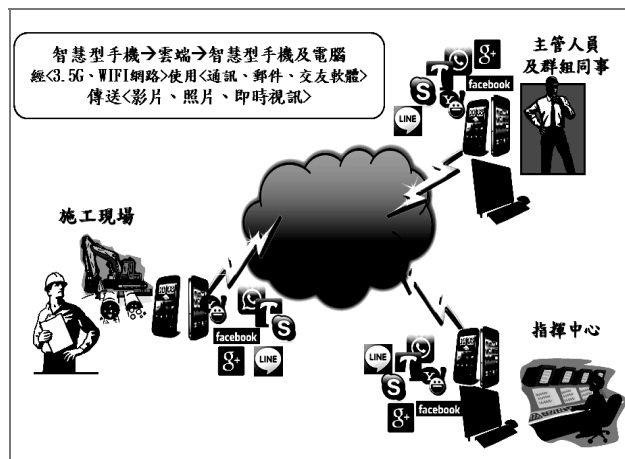 智慧型手機→雲端→智慧型手機及電腦
經<3.5G、WIFI網路>使用<通訊、郵件、交友軟體>
傳送<影片、照片、即時視訊>
主管人員
及群組同事
g+
facebook
S
LINE
施工現場
S
facebook
g+
LINE
指揮中心
LINE
S
facebook
g+